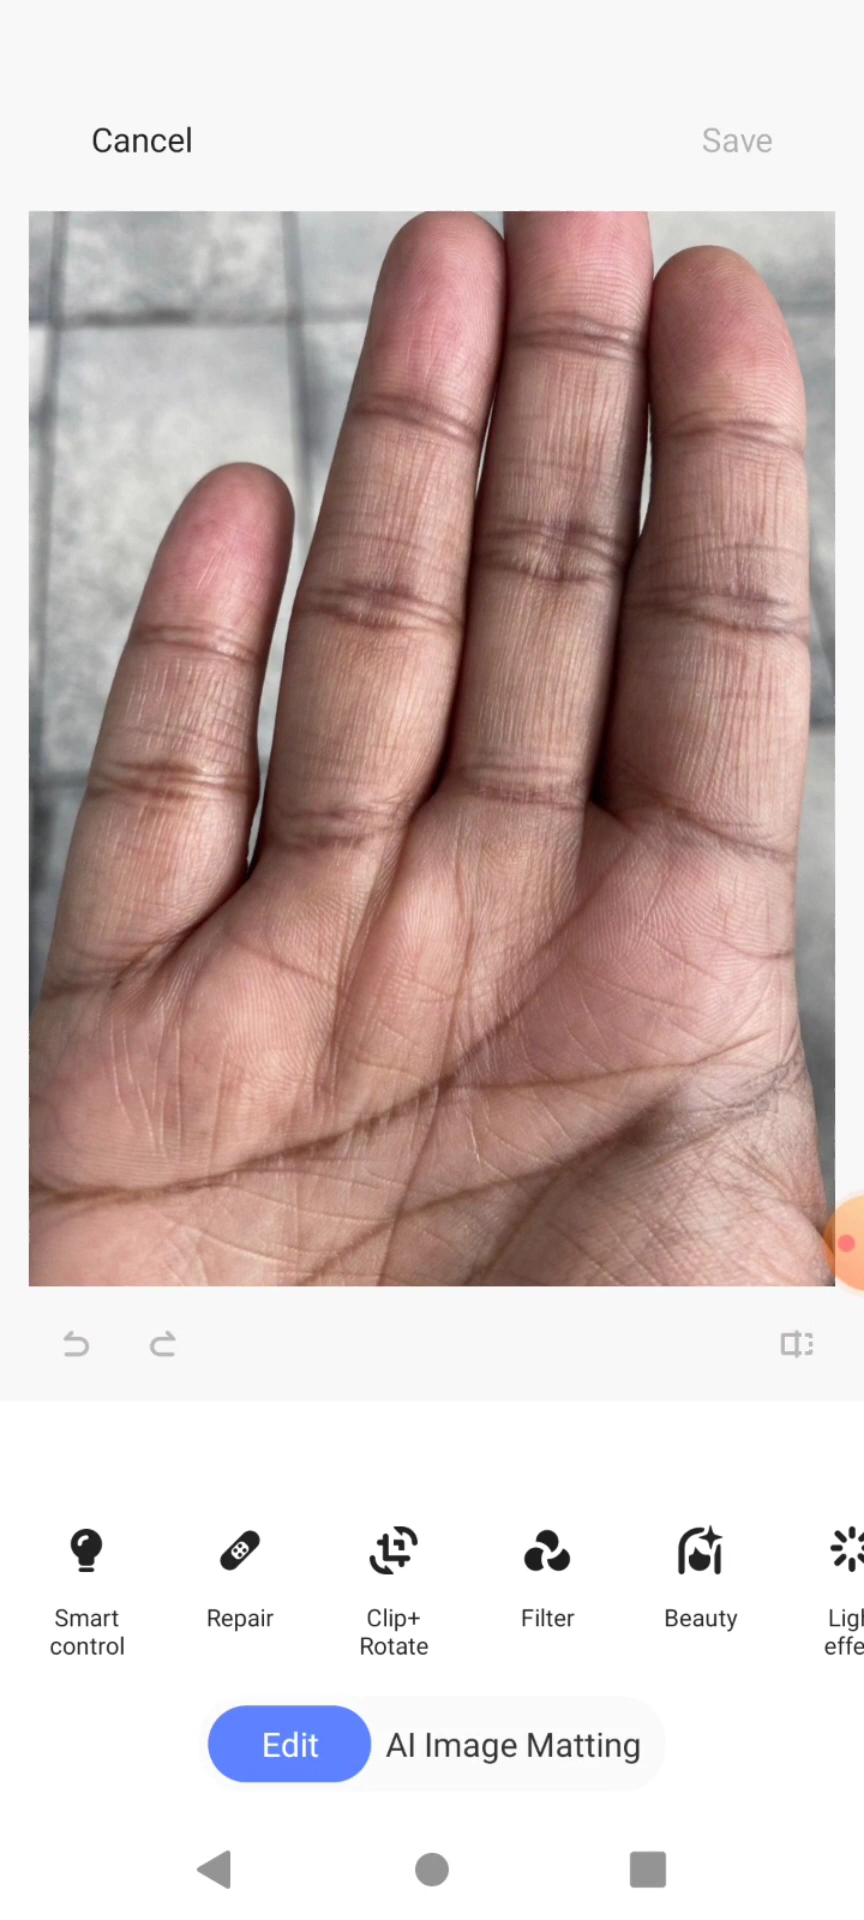 Cancel
Save
Smart
control
Repair
Clip+
Rotate
Filter
Beauty
Edit
AI Image Matting